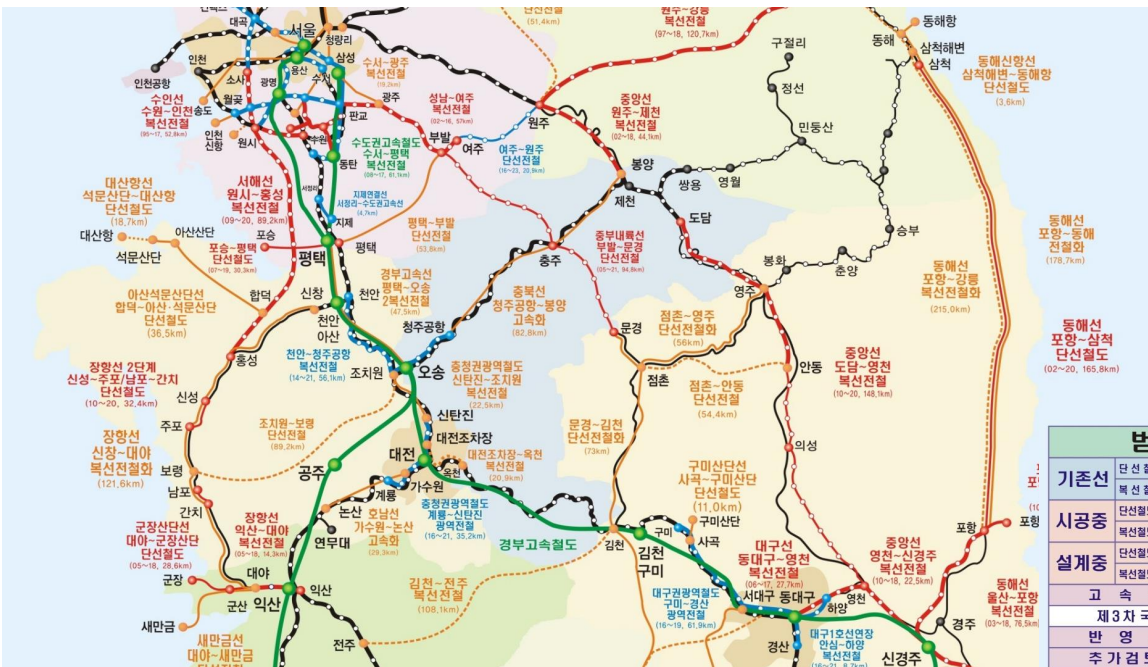 인천공항
인천
서울
대곡
청량리
용산
삼성
광명
수서
소사
월곶
송도
인천
신항
원시
수원
판교
동탄
서정리
지제
광주
부발
여주
원주
수인선
수원~인천
복선전철
(95~17, 52.8km)
수서~광주
복선전철
(19.2km)
단선전철
(51.4km)
원주~강릉
복선전철
(97~18, 120.7km)
성남~여주
복선전철
(02~16, 57km)
수도권고속철도
수서~평택
복선전철
(08~17, 61.1km)
여주~원주
단선전철
(16~23, 20.9km)
중앙선
원주~제천
복선전철
(02~18, 44.1km)
구절리
정선
민둥산
동해
동해항
삼척해변
삼척
동해신항선
삼척해변~동해항
단선철도
(3.6km)
봉양
제천
쌍용
영월
도담
승부
춘양
봉화
영주
대산항선
석문산단~대산항
단선철도
(18.7km)
서해선
원시~홍성
복선전철
(09~20, 89.2km)
지제연결선
서정리~수도권고속선
(4.7km)
대산항
석문산단
아산산단
포승
평택
평택
포승~평택
단선철도
(07~19, 30.3km)
평택~부발
단선전철
(53.8km)
중부내륙선
부발~문경
단선전철
(05~21, 94.8km)
충주
동해선
포항~동해
전철화
(178.7km)
동해선
포항~강릉
복선전철화
(215.0km)
아산석문산단선
합덕~아산·석문산단
단선철도
(36.5km)
합덕
신창
천안
천안
아산
경부고속선
평택~오송
2복선전철
(47.5km)
충북선
청주공항~봉양
고속화
(82.8km)
청주공항
문경
점촌~영주
단선전철화
(56km)
동해선
포항~삼척
단선철도
(02~20, 165.8km)
홍성
천안~청주공항
복선전철
(14~21, 56.1km)
조치원
오송
충청권광역철도
신탄진~조치원
복선전철
(22.5km)
점촌
점촌~안동
단선전철
(54.4km)
안동
중앙선
도담~영천
복선전철
(10~20, 148.1km)
장항선 2단계
신성~주포/남포~간치
단선철도
(10~20, 32.4km)
신성
주포
조치원~보령
단선전철
(89.2km)
신탄진
대전조차장
대전
옥천
대전조차장~옥천
복선전철
(20.9km)
문경~김천
단선전철화
(73km)
의성
장항선
신창~대야
복선전철화
(121.6km)
보령
남포
간치
공주
계룡
가수원
논산
연무대
호남선
가수원~논산
고속화
(29.3km)
충청권광역철도
계룡~신탄진
광역전철
(16~21, 35.2km)
구미산단선
사곡~구미산단
단선철도
(11.0km)
구미산단
구미
사곡
김천
김천
구미
경부고속철도
군장산단선
대야~군장산단
단선철도
(05~18, 28.6km)
장항선
익산~대야
복선전철
(05~18, 14.3km)
군장
대야
군산
익산
익산
새만금
새만금선
대야~새만금
전주
김천~전주
복선전철
(108.1km)
대구선
동대구~영천
복선전철
(06~17, 27.7km)
중앙선
영천~신경주
복선전철
(10~18, 22.5km)
대구권광역철도
구미~경산
광역전철
(16~19, 61.9km)
서대구
동대구
하양
영천
경산
대구1호선연장
안심~하양
복선전철
(16~21, 8.7km)
포항
경주
신경주
동해선
울산~포항
복선전철
(03~18, 76.5km)
기존선
시공중
설계중
고 속
제3차
반 영